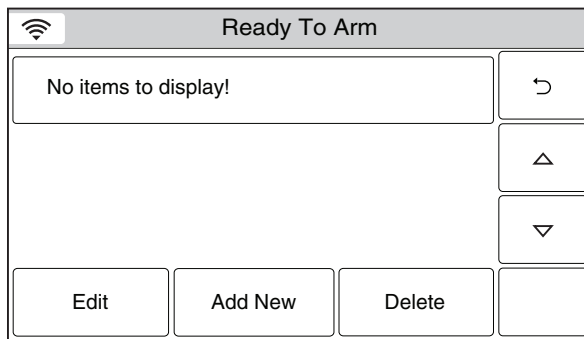 Ready To Arm
No items to display!
Edit
Add New
Delete